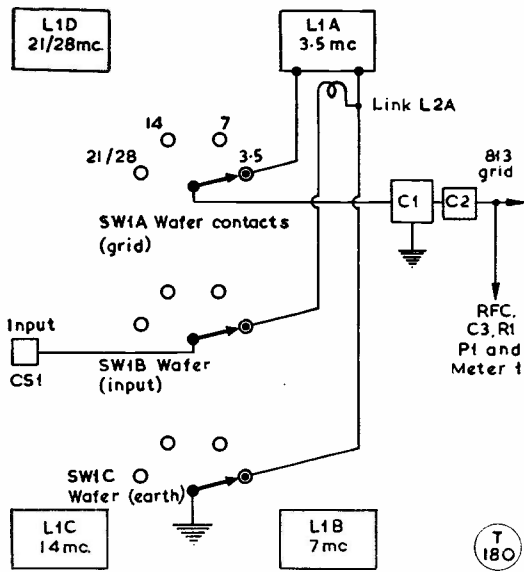 L1D
21/28mc.
L1A
3·5 mc
Link L2A
14
7
21/28
3·5
813
grid
C1
C2
SW1A Wafer contacts
(grid)
RFC,
C3, R1
P1 and
Meter 1
Input
CS1
SW1B Wafer
(input)
SW1C
Wafer (earth)
L1C
14mc.
L1B
7mc
T
180